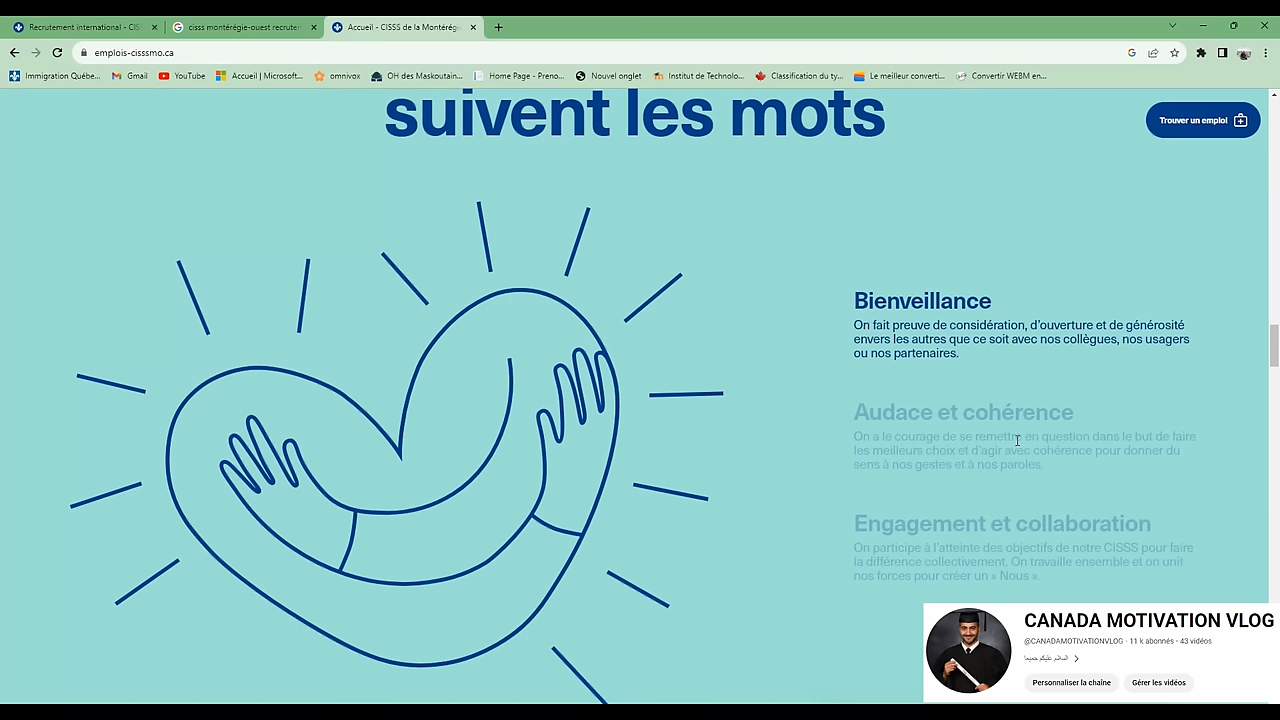 Recrutement international - CIS
cisss montérégie-ouest recrutem
Accueil - CISSS de la Montérégi
emplois-cisssmo.ca
Immigration Québe...
Gmail
YouTube
Accueil | Microsoft...
omnivox
OH des Maskoutain...
Home Page - Preno...
Nouvel onglet
Institut de Technolo...
Classification du ty...
Le meilleur converti...
Convertir WEBM en...
suivent les mots
Trouver un emploi
Bienveillance
On fait preuve de considération, d'ouverture et de générosité
envers les autres que ce soit avec nos collègues, nos usagers
ou nos partenaires.
Audace et cohérence
On a le courage de se remettre en question dans le but de faire
les meilleurs choix et d'agir avec cohérence pour donner du
sens à nos gestes et à nos paroles.
Engagement et collaboration
On participe à l'atteinte des objectifs de notre CISSS pour faire
la différence collectivement. On travaille ensemble et on unit
nos forces pour créer un « Nous ».
CANADA MOTIVATION VLOG
@CANADAMOTIVATIONVLOG · 11 k abonnés · 43 vidéos
السلام عليكم جميعا
Personnaliser la chaîne
Gérer les vidéos